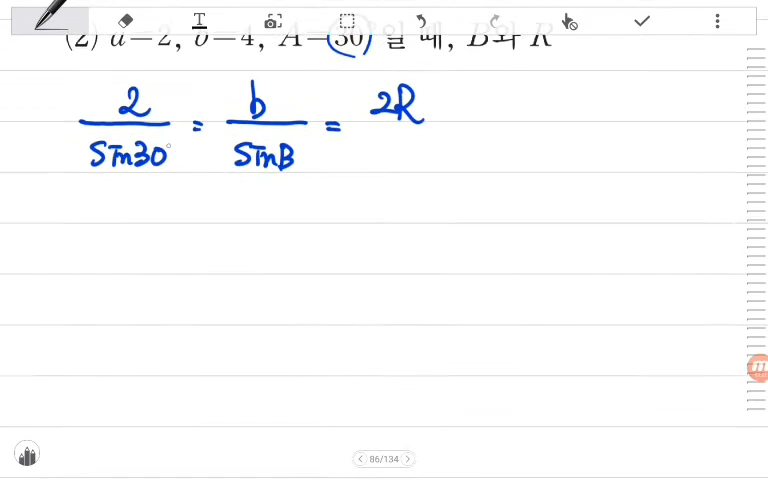 (2) a=2, b=4, A=30° 일 때, B와 R
2/sin30° = b/sinB = 2R
86/134